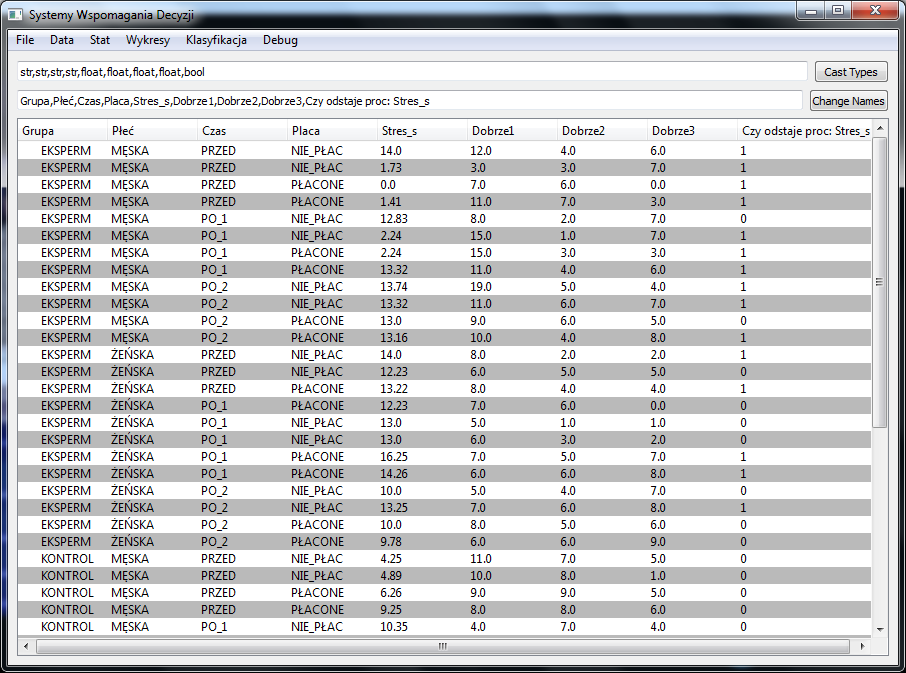 Systemy Wspomagania Decyzji
File Data Stat Wykresy Klasyfikacja Debug
str,str,str,str,float,float,float,float,bool Cast Types
Grupa,Płeć,Czas,Placa,Stres_s,Dobrze1,Dobrze2,Dobrze3,Czy odstaje proc: Stres_s Change Names
Grupa Płeć Czas Placa Stres_s Dobrze1 Dobrze2 Dobrze3 Czy odstaje proc: Stres_s
EKSPERM MĘSKA PRZED NIE_PŁAC 14.0 12.0 4.0 6.0 1
EKSPERM MĘSKA PRZED NIE_PŁAC 1.73 3.0 3.0 7.0 1
EKSPERM MĘSKA PRZED PŁACONE 0.0 7.0 6.0 0.0 1
EKSPERM MĘSKA PRZED PŁACONE 1.41 11.0 7.0 3.0 1
EKSPERM MĘSKA PO_1 NIE_PŁAC 12.83 8.0 2.0 7.0 0
EKSPERM MĘSKA PO_1 NIE_PŁAC 2.24 15.0 1.0 7.0 1
EKSPERM MĘSKA PO_1 PŁACONE 2.24 15.0 3.0 3.0 1
EKSPERM MĘSKA PO_1 PŁACONE 13.32 11.0 4.0 6.0 1
EKSPERM MĘSKA PO_2 NIE_PŁAC 13.74 19.0 5.0 4.0 1
EKSPERM MĘSKA PO_2 NIE_PŁAC 13.32 11.0 6.0 7.0 1
EKSPERM MĘSKA PO_2 PŁACONE 13.0 9.0 6.0 5.0 0
EKSPERM MĘSKA PO_2 PŁACONE 13.16 10.0 4.0 8.0 1
EKSPERM ŻEŃSKA PRZED NIE_PŁAC 14.0 8.0 2.0 2.0 1
EKSPERM ŻEŃSKA PRZED NIE_PŁAC 12.23 6.0 5.0 5.0 0
EKSPERM ŻEŃSKA PRZED PŁACONE 13.22 8.0 4.0 4.0 1
EKSPERM ŻEŃSKA PO_1 PŁACONE 12.23 7.0 6.0 0.0 0
EKSPERM ŻEŃSKA PO_1 NIE_PŁAC 13.0 5.0 1.0 1.0 0
EKSPERM ŻEŃSKA PO_1 NIE_PŁAC 13.0 6.0 3.0 2.0 0
EKSPERM ŻEŃSKA PO_1 PŁACONE 16.25 7.0 5.0 7.0 1
EKSPERM ŻEŃSKA PO_1 PŁACONE 14.26 6.0 6.0 8.0 1
EKSPERM ŻEŃSKA PO_2 NIE_PŁAC 10.0 5.0 4.0 7.0 0
EKSPERM ŻEŃSKA PO_2 NIE_PŁAC 13.25 7.0 6.0 8.0 1
EKSPERM ŻEŃSKA PO_2 PŁACONE 10.0 8.0 5.0 6.0 0
EKSPERM ŻEŃSKA PO_2 PŁACONE 9.78 6.0 6.0 9.0 0
KONTROL MĘSKA PRZED NIE_PŁAC 4.25 11.0 7.0 5.0 0
KONTROL MĘSKA PRZED NIE_PŁAC 4.89 10.0 8.0 1.0 0
KONTROL MĘSKA PRZED PŁACONE 6.26 9.0 9.0 5.0 0
KONTROL MĘSKA PRZED PŁACONE 9.25 8.0 8.0 6.0 0
KONTROL MĘSKA PO_1 NIE_PŁAC 10.35 4.0 7.0 4.0 0